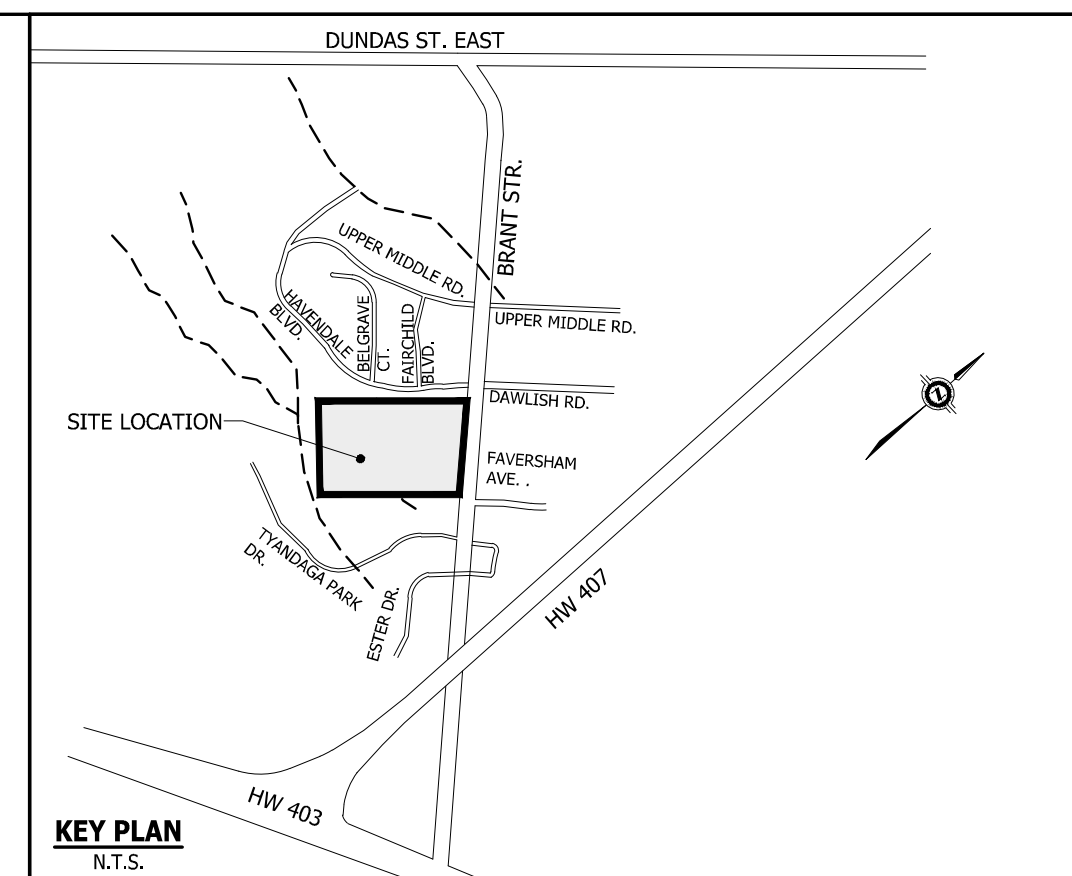 DUNDAS ST. EAST
BRANT STR.
UPPER MIDDLE RD.
HAVENDALE
BLVD.
BELGRAVE
CT.
FAIRCHILD
BLVD.
UPPER MIDDLE RD.
DAWLISH RD.
SITE LOCATION
FAVERSHAM
AVE. .
TYANDAGA PARK
DR.
ESTER DR.
HW 407
HW 403
KEY PLAN
N.T.S.
N